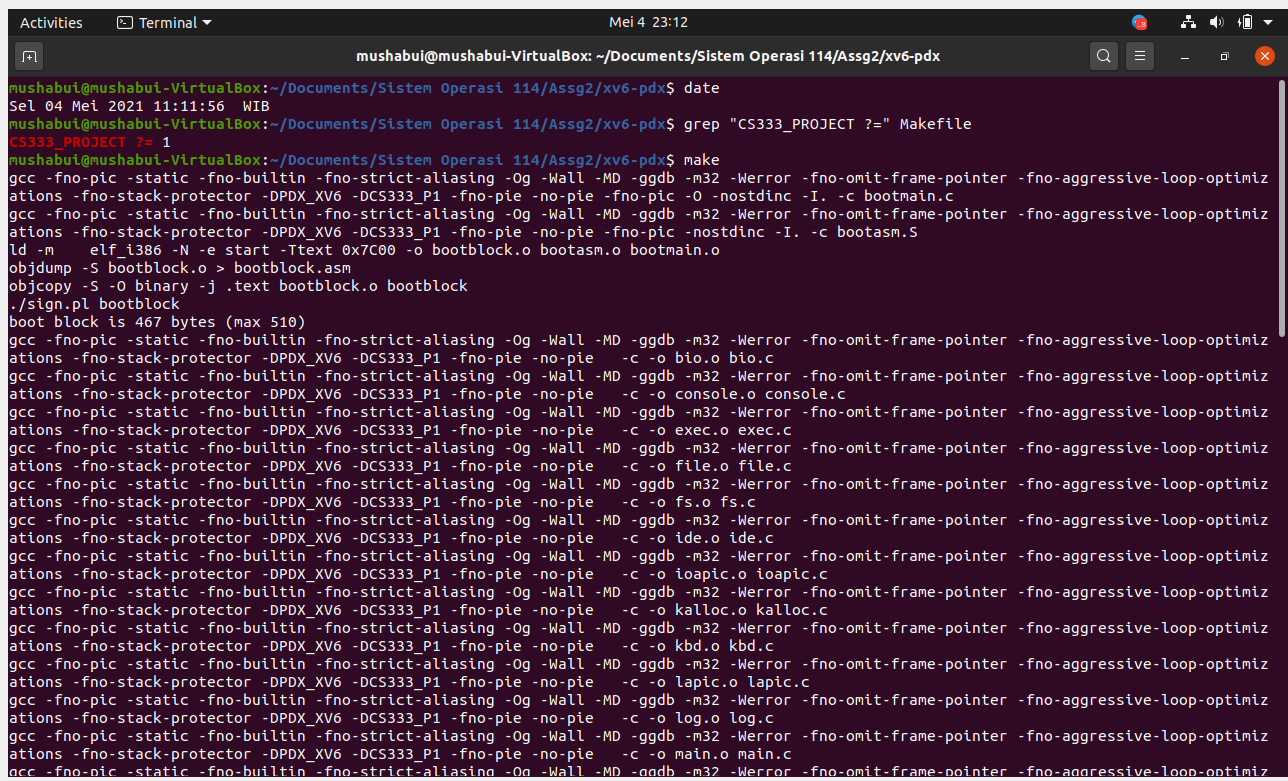 Activities Terminal Mei 4 23:12
mushabui@mushabui-VirtualBox: ~/Documents/Sistem Operasi 114/Assg2/xv6-pdx
mushabui@mushabui-VirtualBox:~/Documents/Sistem Operasi 114/Assg2/xv6-pdx$ date
Sel 04 Mei 2021 11:11:56  WIB
mushabui@mushabui-VirtualBox:~/Documents/Sistem Operasi 114/Assg2/xv6-pdx$ grep "CS333_PROJECT ?=" Makefile
CS333_PROJECT ?= 1
mushabui@mushabui-VirtualBox:~/Documents/Sistem Operasi 114/Assg2/xv6-pdx$ make
gcc -fno-pic -static -fno-builtin -fno-strict-aliasing -Og -Wall -MD -ggdb -m32 -Werror -fno-omit-frame-pointer -fno-aggressive-loop-optimiz
ations -fno-stack-protector -DPDX_XV6 -DCS333_P1 -fno-pie -no-pie -fno-pic -O -nostdinc -I. -c bootmain.c
gcc -fno-pic -static -fno-builtin -fno-strict-aliasing -Og -Wall -MD -ggdb -m32 -Werror -fno-omit-frame-pointer -fno-aggressive-loop-optimiz
ations -fno-stack-protector -DPDX_XV6 -DCS333_P1 -fno-pie -no-pie -fno-pic -nostdinc -I. -c bootasm.S
ld -m    elf_i386 -N -e start -Ttext 0x7C00 -o bootblock.o bootasm.o bootmain.o
objdump -S bootblock.o > bootblock.asm
objcopy -S -O binary -j .text bootblock.o bootblock
./sign.pl bootblock
boot block is 467 bytes (max 510)
gcc -fno-pic -static -fno-builtin -fno-strict-aliasing -Og -Wall -MD -ggdb -m32 -Werror -fno-omit-frame-pointer -fno-aggressive-loop-optimiz
ations -fno-stack-protector -DPDX_XV6 -DCS333_P1 -fno-pie -no-pie   -c -o bio.o bio.c
gcc -fno-pic -static -fno-builtin -fno-strict-aliasing -Og -Wall -MD -ggdb -m32 -Werror -fno-omit-frame-pointer -fno-aggressive-loop-optimiz
ations -fno-stack-protector -DPDX_XV6 -DCS333_P1 -fno-pie -no-pie   -c -o console.o console.c
gcc -fno-pic -static -fno-builtin -fno-strict-aliasing -Og -Wall -MD -ggdb -m32 -Werror -fno-omit-frame-pointer -fno-aggressive-loop-optimiz
ations -fno-stack-protector -DPDX_XV6 -DCS333_P1 -fno-pie -no-pie   -c -o exec.o exec.c
gcc -fno-pic -static -fno-builtin -fno-strict-aliasing -Og -Wall -MD -ggdb -m32 -Werror -fno-omit-frame-pointer -fno-aggressive-loop-optimiz
ations -fno-stack-protector -DPDX_XV6 -DCS333_P1 -fno-pie -no-pie   -c -o file.o file.c
gcc -fno-pic -static -fno-builtin -fno-strict-aliasing -Og -Wall -MD -ggdb -m32 -Werror -fno-omit-frame-pointer -fno-aggressive-loop-optimiz
ations -fno-stack-protector -DPDX_XV6 -DCS333_P1 -fno-pie -no-pie   -c -o fs.o fs.c
gcc -fno-pic -static -fno-builtin -fno-strict-aliasing -Og -Wall -MD -ggdb -m32 -Werror -fno-omit-frame-pointer -fno-aggressive-loop-optimiz
ations -fno-stack-protector -DPDX_XV6 -DCS333_P1 -fno-pie -no-pie   -c -o ide.o ide.c
gcc -fno-pic -static -fno-builtin -fno-strict-aliasing -Og -Wall -MD -ggdb -m32 -Werror -fno-omit-frame-pointer -fno-aggressive-loop-optimiz
ations -fno-stack-protector -DPDX_XV6 -DCS333_P1 -fno-pie -no-pie   -c -o ioapic.o ioapic.c
gcc -fno-pic -static -fno-builtin -fno-strict-aliasing -Og -Wall -MD -ggdb -m32 -Werror -fno-omit-frame-pointer -fno-aggressive-loop-optimiz
ations -fno-stack-protector -DPDX_XV6 -DCS333_P1 -fno-pie -no-pie   -c -o kalloc.o kalloc.c
gcc -fno-pic -static -fno-builtin -fno-strict-aliasing -Og -Wall -MD -ggdb -m32 -Werror -fno-omit-frame-pointer -fno-aggressive-loop-optimiz
ations -fno-stack-protector -DPDX_XV6 -DCS333_P1 -fno-pie -no-pie   -c -o kbd.o kbd.c
gcc -fno-pic -static -fno-builtin -fno-strict-aliasing -Og -Wall -MD -ggdb -m32 -Werror -fno-omit-frame-pointer -fno-aggressive-loop-optimiz
ations -fno-stack-protector -DPDX_XV6 -DCS333_P1 -fno-pie -no-pie   -c -o lapic.o lapic.c
gcc -fno-pic -static -fno-builtin -fno-strict-aliasing -Og -Wall -MD -ggdb -m32 -Werror -fno-omit-frame-pointer -fno-aggressive-loop-optimiz
ations -fno-stack-protector -DPDX_XV6 -DCS333_P1 -fno-pie -no-pie   -c -o log.o log.c
gcc -fno-pic -static -fno-builtin -fno-strict-aliasing -Og -Wall -MD -ggdb -m32 -Werror -fno-omit-frame-pointer -fno-aggressive-loop-optimiz
ations -fno-stack-protector -DPDX_XV6 -DCS333_P1 -fno-pie -no-pie   -c -o main.o main.c
gcc -fno-pic -static -fno-builtin -fno-strict-aliasing -Og -Wall -MD -ggdb -m32 -Werror -fno-omit-frame-pointer -fno-aggressive-loop-optimiz